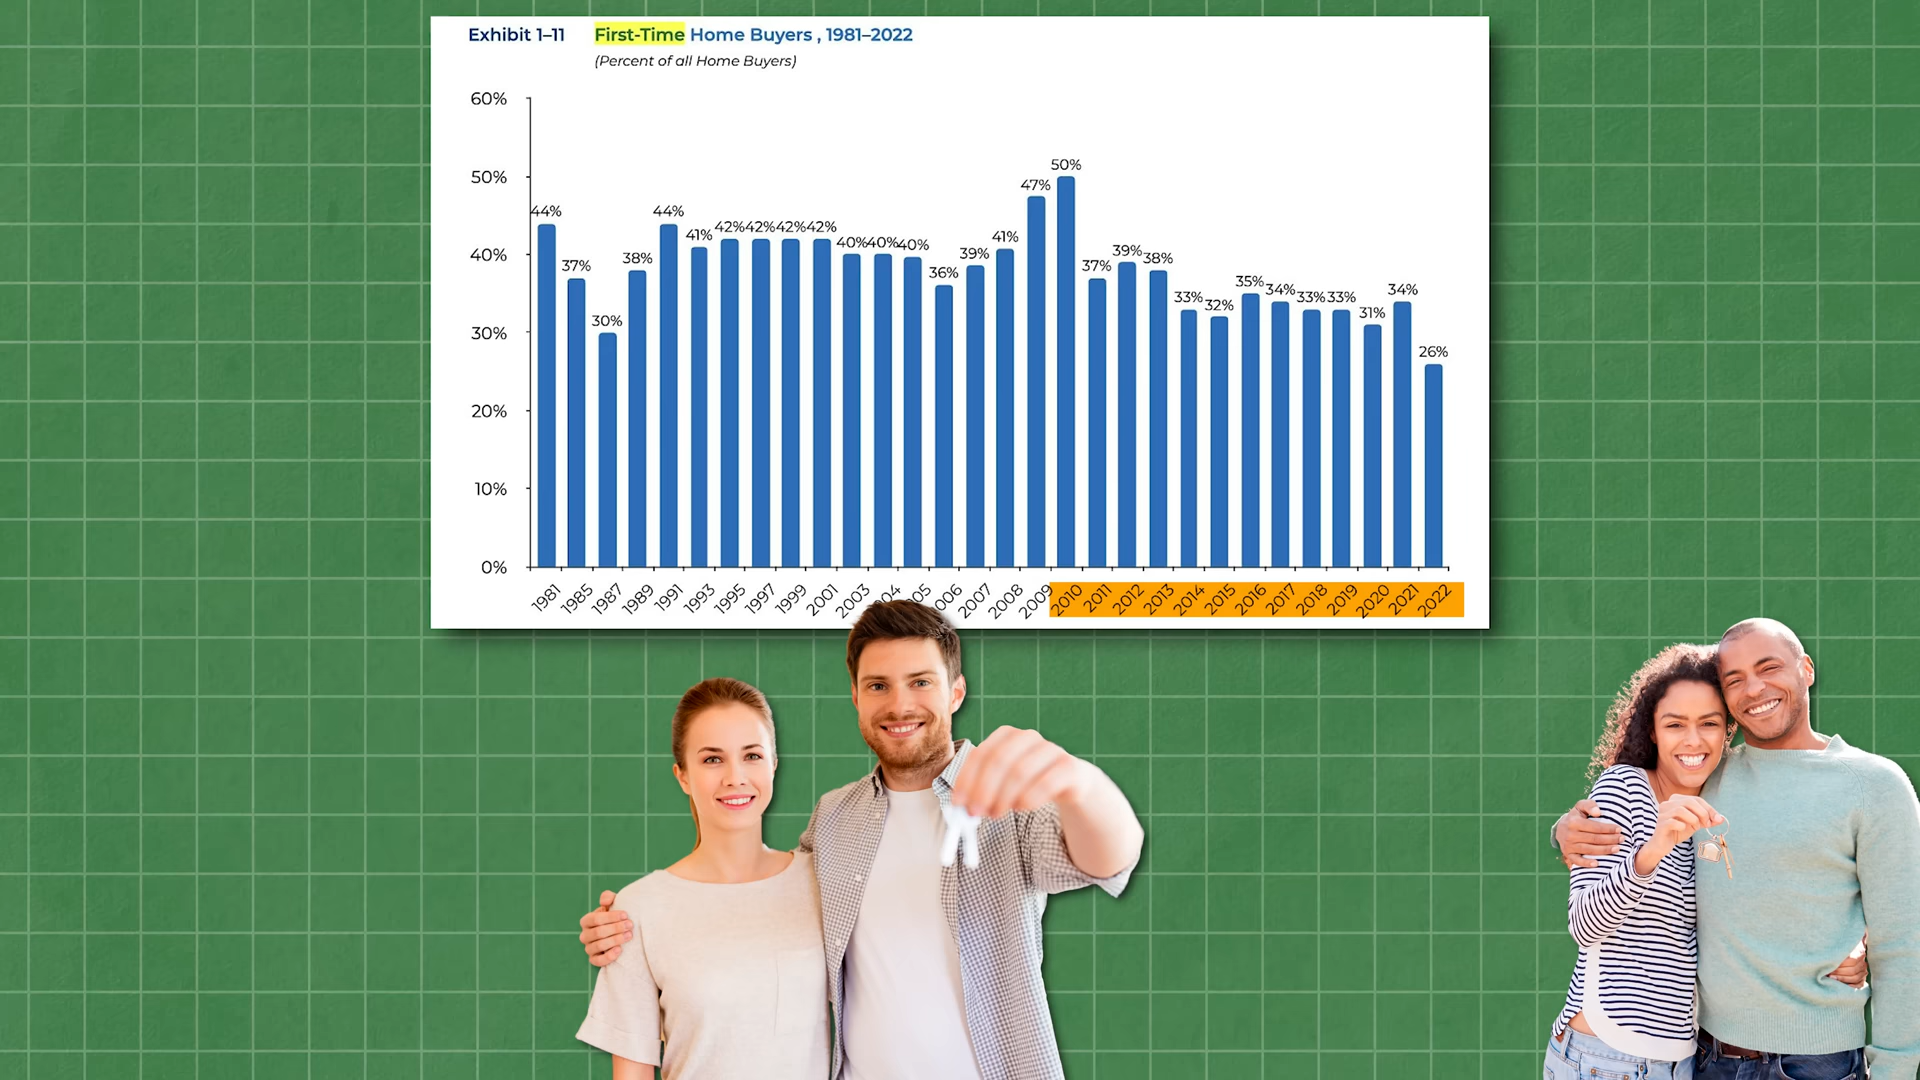 Exhibit 1–11 First-Time Home Buyers , 1981–2022
(Percent of all Home Buyers)
60%
50%
40%
30%
20%
10%
0%
44% 37% 30% 38% 44% 41% 42% 42% 42% 42% 40% 40% 40% 36% 39% 41% 47% 50% 37% 39% 38% 33% 32% 35% 34% 33% 33% 31% 34% 26%
1981 1985 1987 1989 1991 1993 1995 1997 1999 2001 2003 04 05 006 2007 2008 2009 2010 2011 2012 2013 2014 2015 2016 2017 2018 2019 2020 2021 2022